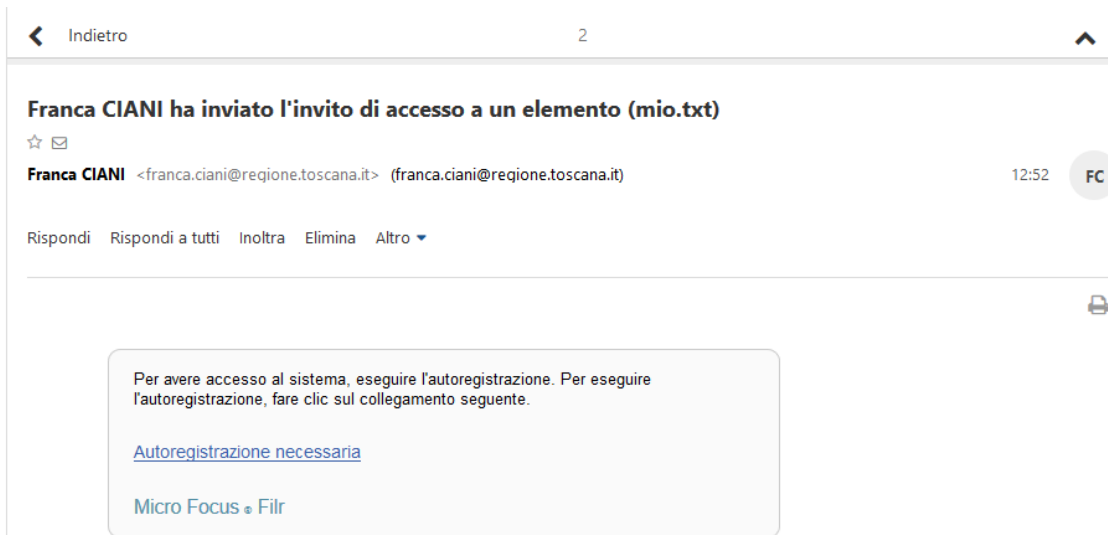 Indietro
2
Franca CIANI ha inviato l'invito di accesso a un elemento (mio.txt)
Franca CIANI <franca.ciani@regione.toscana.it> (franca.ciani@regione.toscana.it) 12:52 FC
Rispondi Rispondi a tutti Inoltra Elimina Altro
Per avere accesso al sistema, eseguire l'autoregistrazione. Per eseguire
l'autoregistrazione, fare clic sul collegamento seguente.
Autoregistrazione necessaria
Micro Focus ® Filr